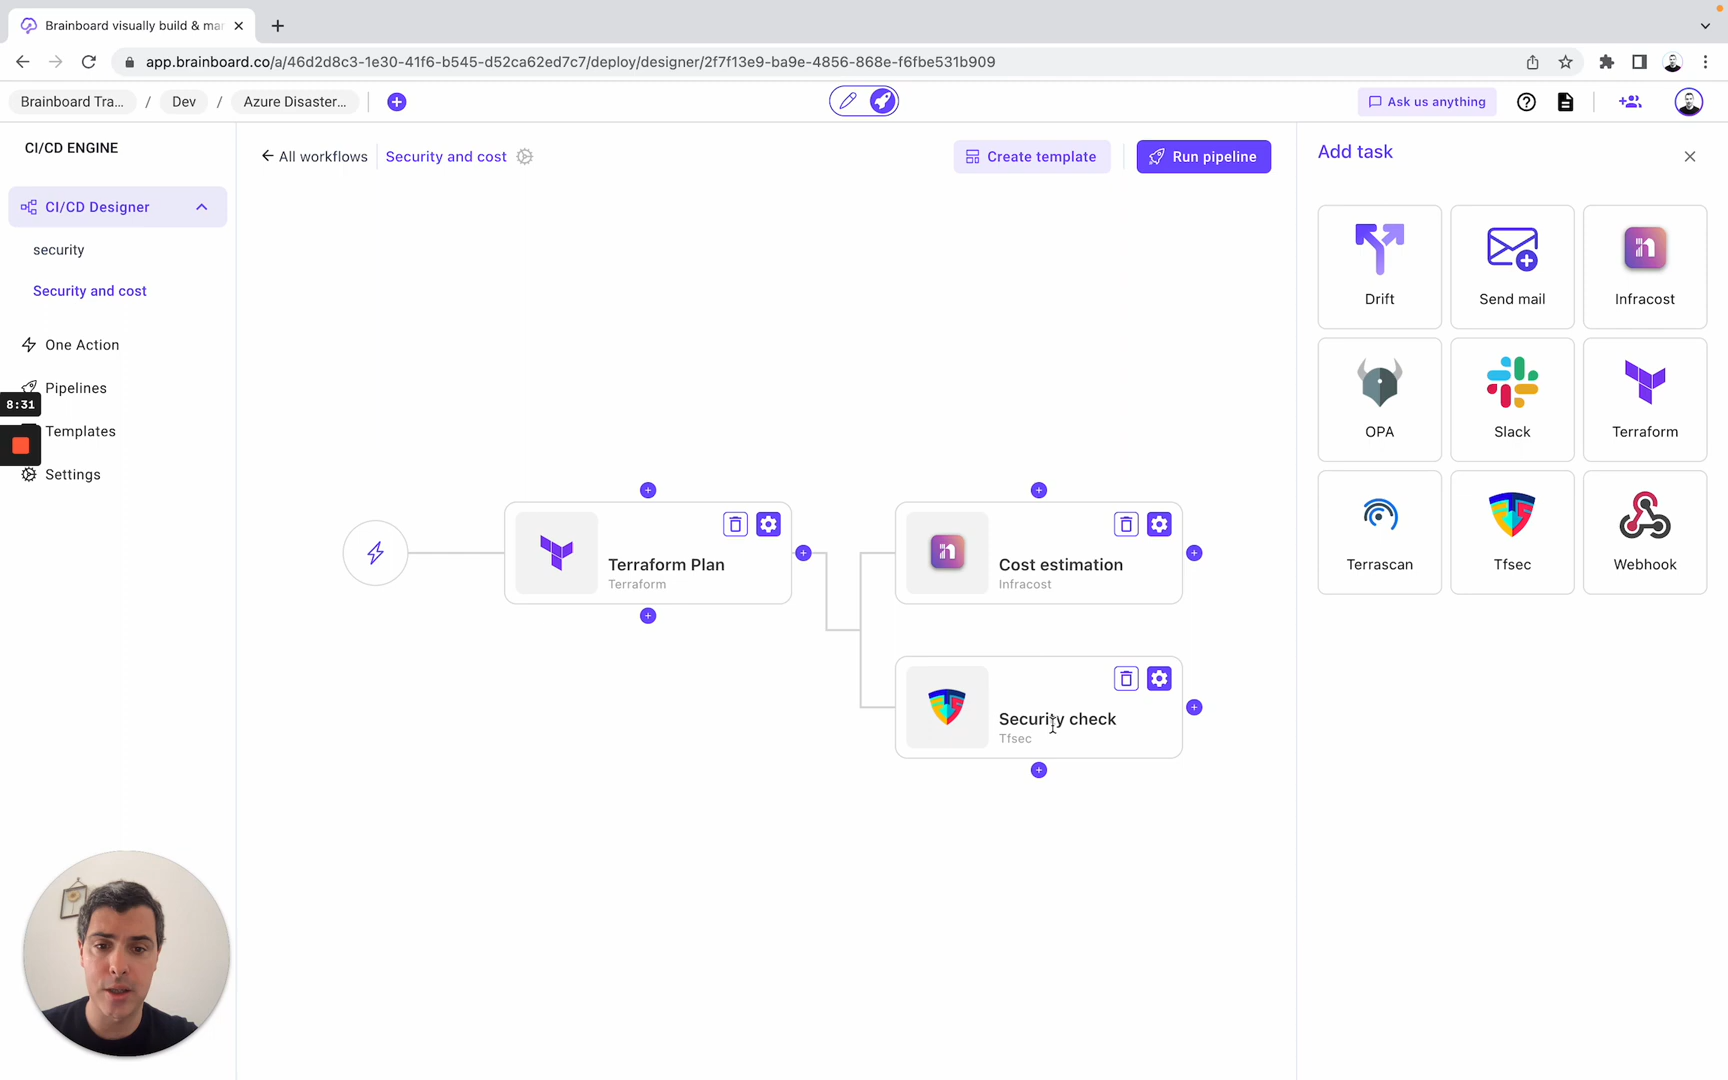 Brainboard visually build & mar
app.brainboard.co/a/46d2d8c3-1e30-41f6-b545-d52ca62ed7c7/deploy/designer/2f7f13e9-ba9e-4856-868e-f6fbe531b909
Brainboard Tra... / Dev / Azure Disaster...
Ask us anything
CI/CD ENGINE
CI/CD Designer
security
Security and cost
One Action
Pipelines
8:31
Templates
Settings
All workflows
Security and cost
Create template
Run pipeline
Terraform Plan
Terraform
Cost estimation
Infracost
Security check
Tfsec
Add task
Drift
Send mail
Infracost
OPA
Slack
Terraform
Terrascan
Tfsec
Webhook